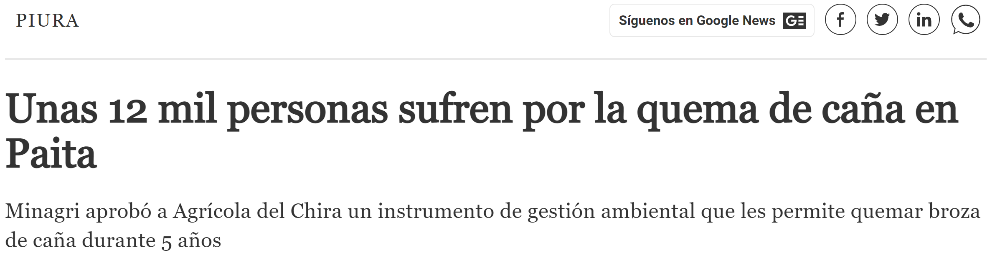 PIURA
Síguenos en Google News GE
Unas 12 mil personas sufren por la quema de caña en
Paita
Minagri aprobó a Agrícola del Chira un instrumento de gestión ambiental que les permite quemar broza
de caña durante 5 años